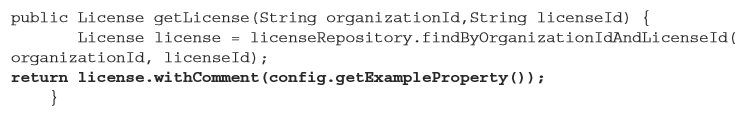 public License getLicense(String organizationId,String licenseId) {
License license = licenseRepository.findByOrganizationIdAndLicenseId(
organizationId, licenseId);
return license.withComment(config.getExampleProperty());
}